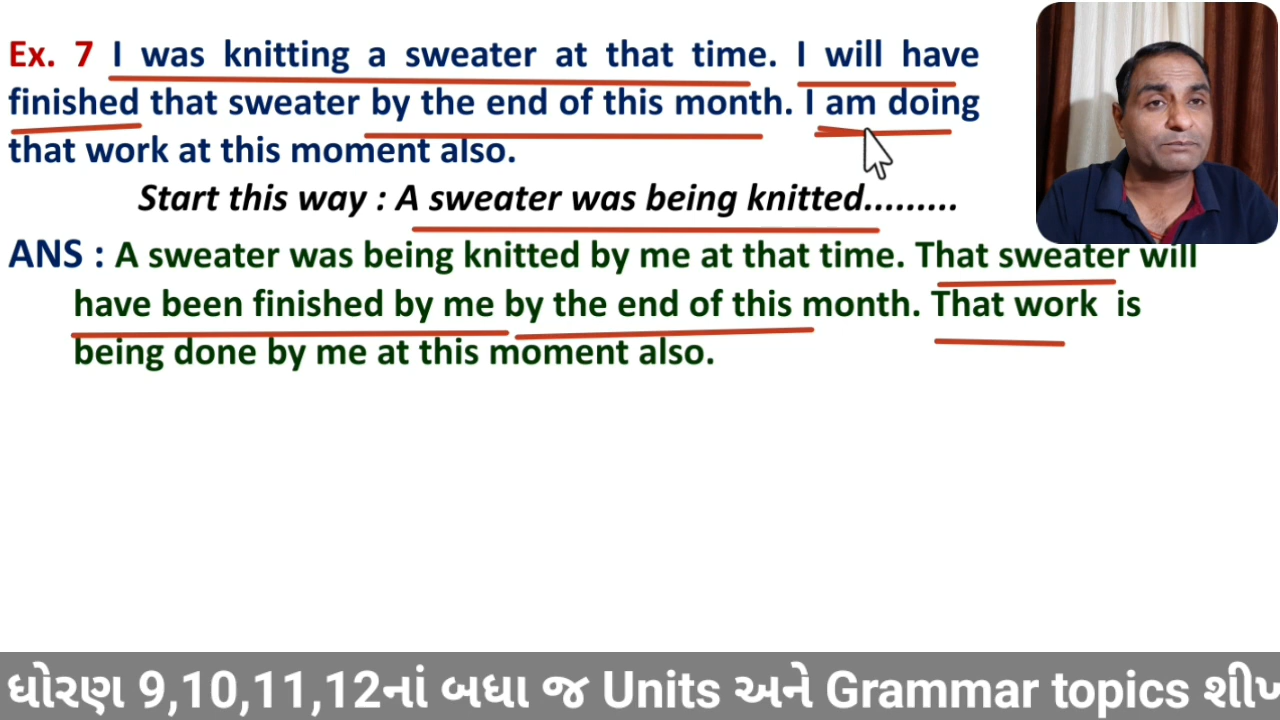 Ex. 7 I was knitting a sweater at that time. I will have
finished that sweater by the end of this month. I am doing
that work at this moment also.
Start this way : A sweater was being knitted.........
ANS : A sweater was being knitted by me at that time. That sweater will
have been finished by me by the end of this month. That work is
being done by me at this moment also.
ધોરણ 9,10,11,12નાં બધા જ Units અને Grammar topics